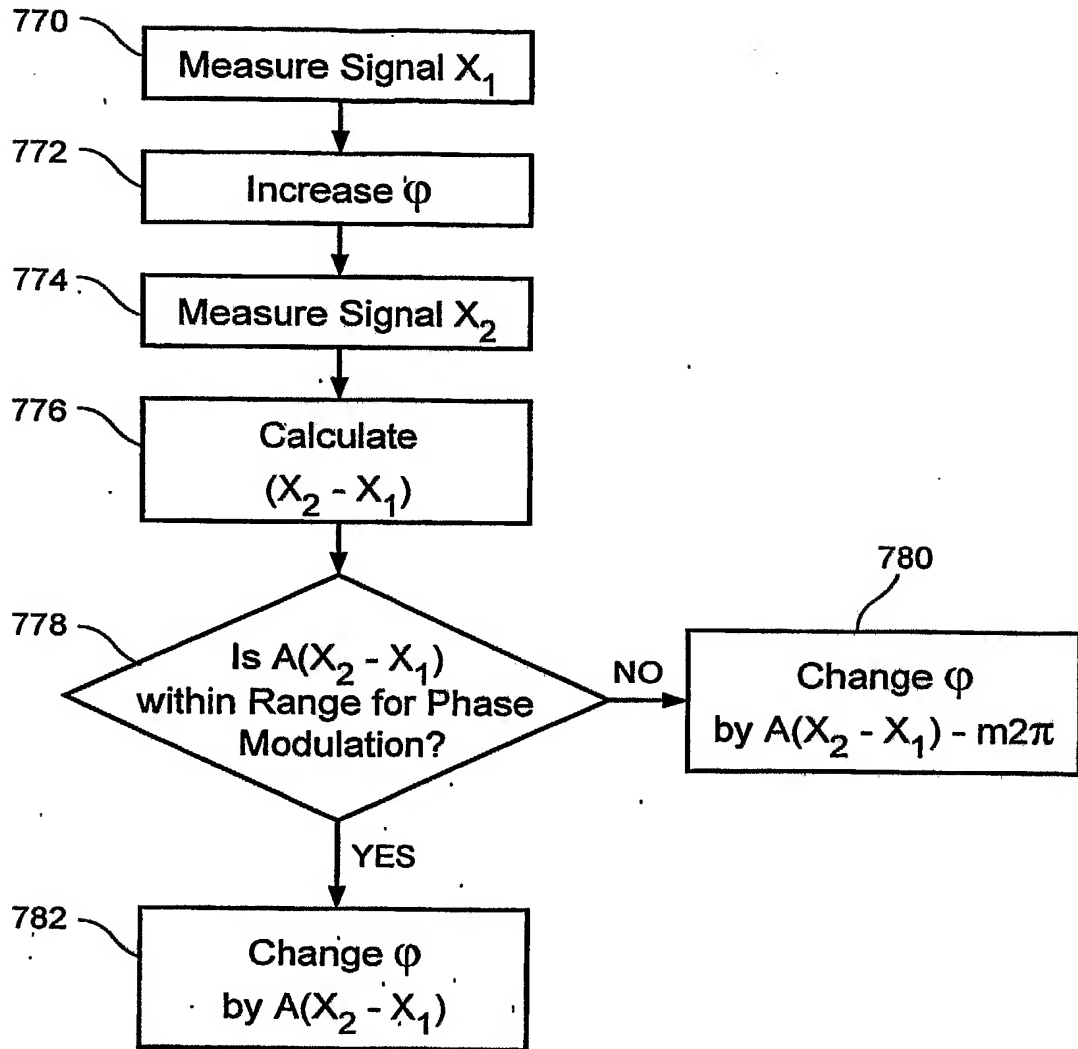 770
Measure Signal X₁
772
Increase φ
774
Measure Signal X₂
776
Calculate
(X₂ - X₁)
778
Is A(X₂ - X₁)
within Range for Phase
Modulation?
NO
780
Change φ
by A(X₂ - X₁) - m2π
YES
782
Change φ
by A(X₂ - X₁)